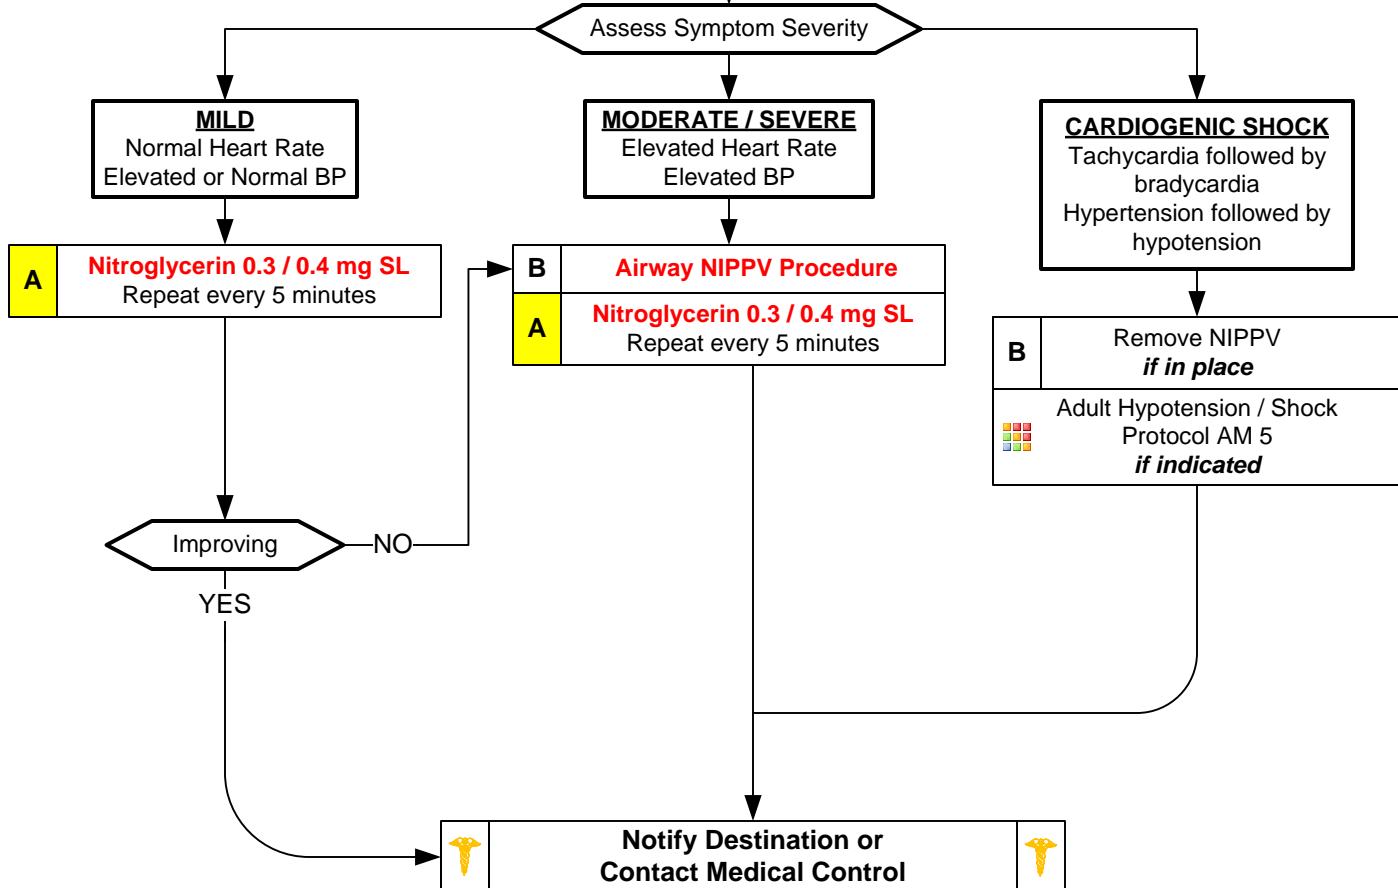 Assess Symptom Severity
MILD
Normal Heart Rate
Elevated or Normal BP
MODERATE / SEVERE
Elevated Heart Rate
Elevated BP
CARDIOGENIC SHOCK
Tachycardia followed by
bradycardia
Hypertension followed by
hypotension
A
Nitroglycerin 0.3 / 0.4 mg SL
Repeat every 5 minutes
B
Airway NIPPV Procedure
A
Nitroglycerin 0.3 / 0.4 mg SL
Repeat every 5 minutes
B
Remove NIPPV
if in place
Adult Hypotension / Shock
Protocol AM 5
if indicated
Improving
NO
YES
Notify Destination or
Contact Medical Control